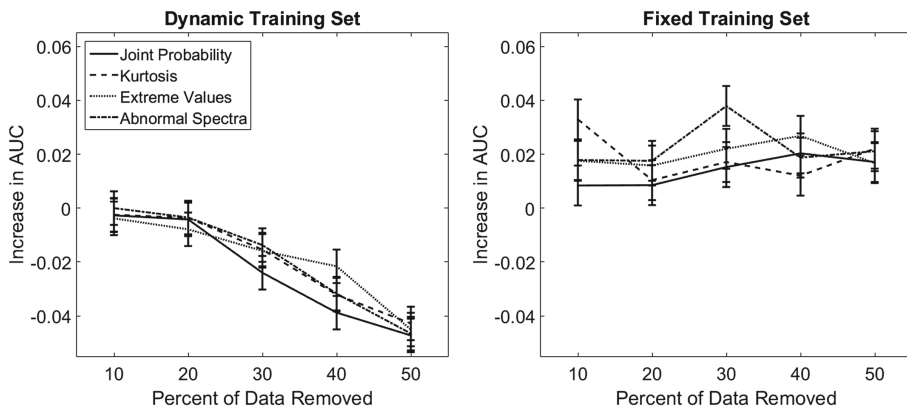 Dynamic Training Set
Increase in AUC
0.06
0.04
0.02
0
-0.02
-0.04
Joint Probability
Kurtosis
Extreme Values
Abnormal Spectra
10 20 30 40 50
Percent of Data Removed
Fixed Training Set
Increase in AUC
0.06
0.04
0.02
0
-0.02
-0.04
10 20 30 40 50
Percent of Data Removed